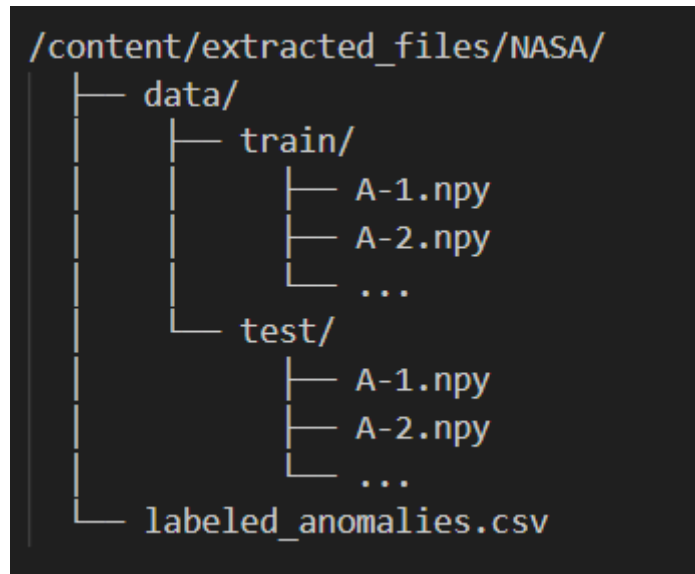 /content/extracted_files/NASA/
├── data/
│   ├── train/
│   │   ├── A-1.npy
│   │   ├── A-2.npy
│   │   └── ...
│   └── test/
│       ├── A-1.npy
│       ├── A-2.npy
│       └── ...
└── labeled_anomalies.csv